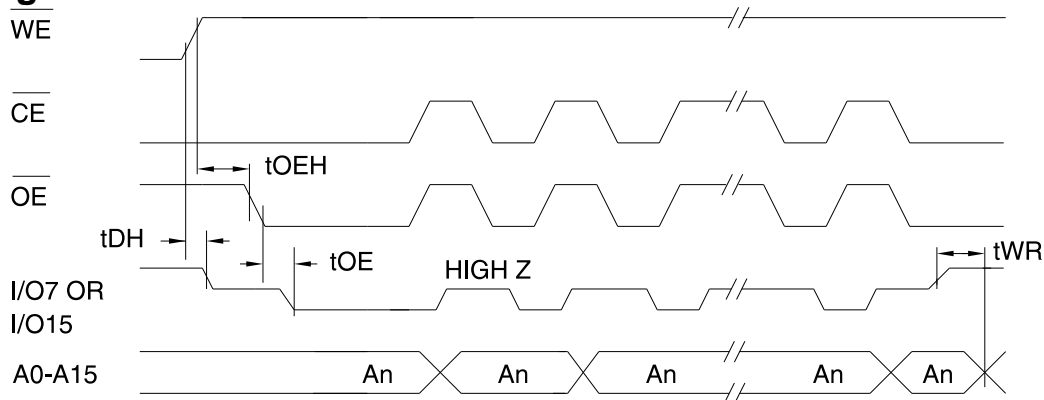 WE
CE
tOEH
OE
tDH
tOE
HIGH Z
tWR
I/O7 OR
I/O15
A0-A15
An An An An An